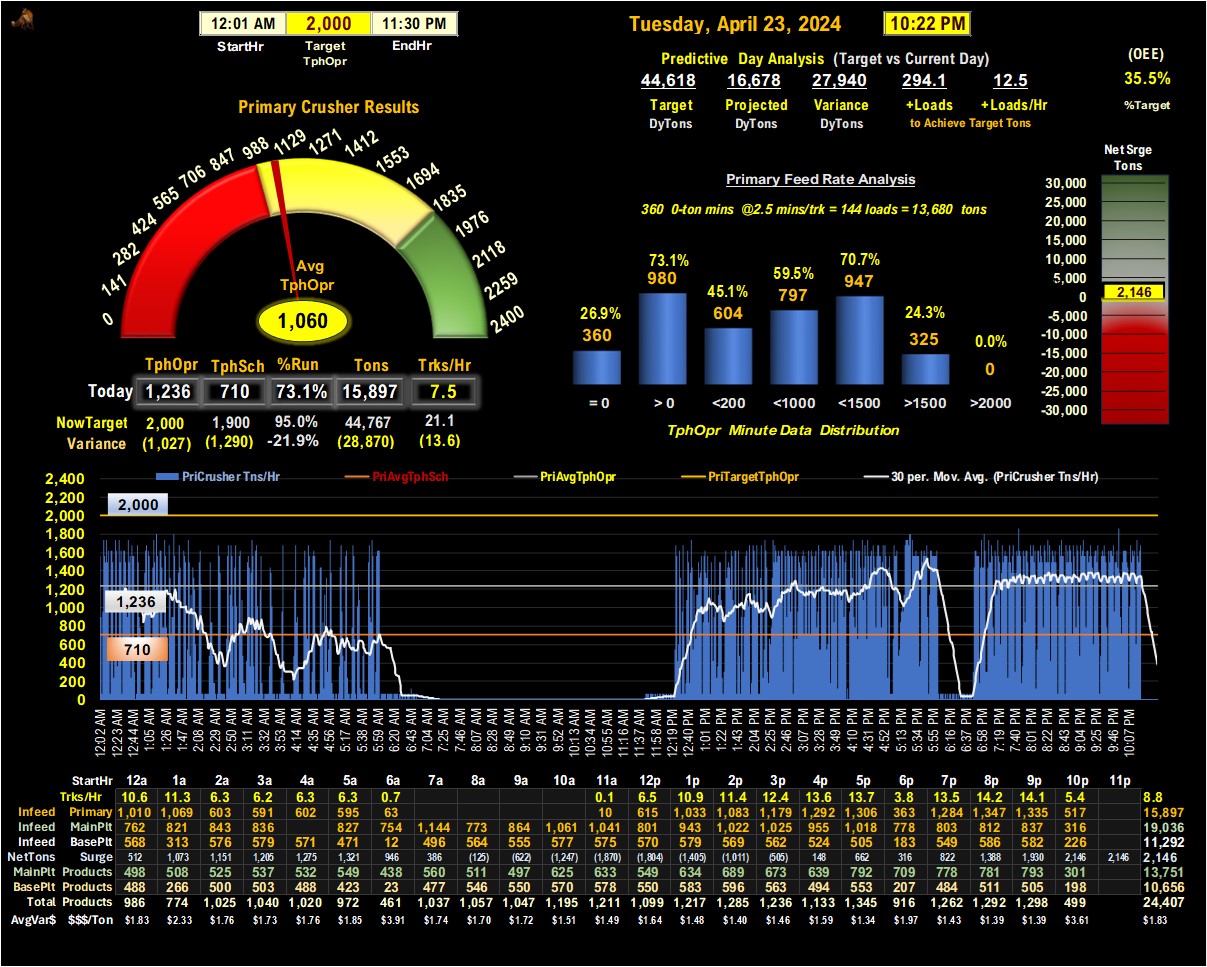 12:01 AM 2,000 11:30 PM
StartHr Target TphOpr EndHr
Tuesday, April 23, 2024 10:22 PM
Predictive Day Analysis (Target vs Current Day)
44,618 16,678 27,940 294.1 12.5
Target Projected Variance +Loads +Loads/Hr
DyTons DyTons DyTons to Achieve Target Tons
(OEE)
35.5%
%Target
Primary Crusher Results
0 141 282 424 565 706 847 988 1129 1271 1412 1553 1694 1835 1976 2118 2259 2400
Avg
TphOpr
1,060
TphOpr TphSch %Run Tons Trks/Hr
Today 1,236 710 73.1% 15,897 7.5
NowTarget 2,000 1,900 95.0% 44,767 21.1
Variance (1,027) (1,290) -21.9% (28,870) (13.6)
Primary Feed Rate Analysis
360 0-ton mins @2.5 mins/trk = 144 loads = 13,680 tons
26.9% 73.1% 45.1% 59.5% 70.7% 24.3% 0.0%
360 980 604 797 947 325 0
= 0 > 0 <200 <1000 <1500 >1500 >2000
TphOpr Minute Data Distribution
Net Srge
Tons
30,000
25,000
20,000
15,000
10,000
5,000
0
2,146
-5,000
-10,000
-15,000
-20,000
-25,000
-30,000
PriCrusher Tns/Hr PriAvgTphSch PriAvgTphOpr PriTargetTphOpr 30 per. Mov. Avg. (PriCrusher Tns/Hr)
2,400
2,200
2,000
1,800
1,600
1,400
1,200
1,000
800
600
400
200
0
2,000
1,236
710
12:02 AM 12:23 AM 12:44 AM 1:05 AM 1:26 AM 1:47 AM 2:08 AM 2:29 AM 2:50 AM 3:11 AM 3:32 AM 3:53 AM 4:14 AM 4:35 AM 4:56 AM 5:17 AM 5:38 AM 5:59 AM 6:20 AM 6:43 AM 7:04 AM 7:25 AM 7:46 AM 8:07 AM 8:28 AM 8:49 AM 9:10 AM 9:31 AM 9:52 AM 10:13 AM 10:34 AM 10:55 AM 11:16 AM 11:37 AM 11:58 AM 12:19 PM 12:40 PM 1:01 PM 1:22 PM 1:43 PM 2:04 PM 2:25 PM 2:46 PM 3:07 PM 3:28 PM 3:49 PM 4:10 PM 4:31 PM 4:52 PM 5:13 PM 5:34 PM 5:55 PM 6:16 PM 6:37 PM 6:58 PM 7:19 PM 7:40 PM 8:01 PM 8:22 PM 8:43 PM 9:04 PM 9:25 PM 9:46 PM 10:07 PM
StartHr 12a 1a 2a 3a 4a 5a 6a 7a 8a 9a 10a 11a 12p 1p 2p 3p 4p 5p 6p 7p 8p 9p 10p 11p
Trks/Hr 10.6 11.3 6.3 6.2 6.3 6.3 0.7 0.1 6.5 10.9 11.4 12.4 13.6 13.7 3.8 13.5 14.2 14.1 5.4 8.8
Infeed Primary 1,010 1,069 603 591 602 595 63 10 615 1,033 1,083 1,179 1,292 1,306 363 1,284 1,347 1,335 517 15,897
Infeed MainPlt 762 821 843 836 827 754 1,144 773 864 1,061 1,041 801 943 1,022 1,025 955 1,018 778 803 812 837 316 19,036
Infeed BasePlt 568 313 576 579 571 471 12 496 564 555 577 575 570 579 569 562 524 505 183 549 586 582 226 11,292
NetTons Surge 512 1,073 1,151 1,205 1,275 1,321 946 386 (125) (622) (1,247) (1,870) (1,804) (1,405) (1,011) (505) 148 662 316 822 1,388 1,930 2,146 2,146 2,146
MainPlt Products 498 508 525 537 532 549 438 560 511 497 625 633 549 634 689 673 639 792 709 778 781 793 301 13,751
BasePlt Products 488 266 500 503 488 423 23 477 546 550 570 578 550 583 596 563 494 553 207 484 511 505 198 10,656
Total Products 986 774 1,025 1,040 1,020 972 461 1,037 1,057 1,047 1,195 1,211 1,099 1,217 1,285 1,236 1,133 1,345 916 1,262 1,292 1,298 499 24,407
AvgVar$ $$$/Ton $1.83 $2.33 $1.76 $1.73 $1.76 $1.85 $3.91 $1.74 $1.70 $1.72 $1.51 $1.49 $1.64 $1.48 $1.40 $1.46 $1.59 $1.34 $1.97 $1.43 $1.39 $1.39 $3.61 $1.83